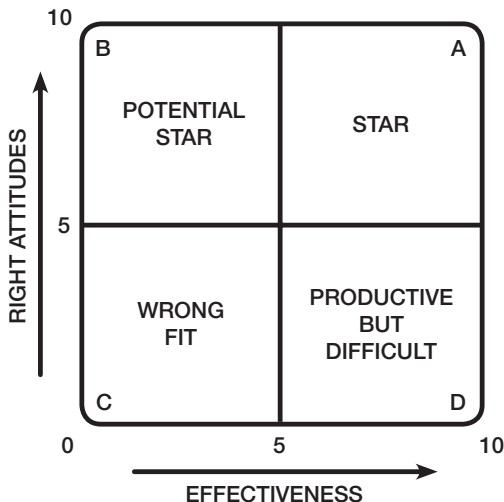 10
B
A
POTENTIAL
STAR
STAR
RIGHT ATTITUDES
5
WRONG
FIT
PRODUCTIVE
BUT
DIFFICULT
C
D
0
5
10
EFFECTIVENESS